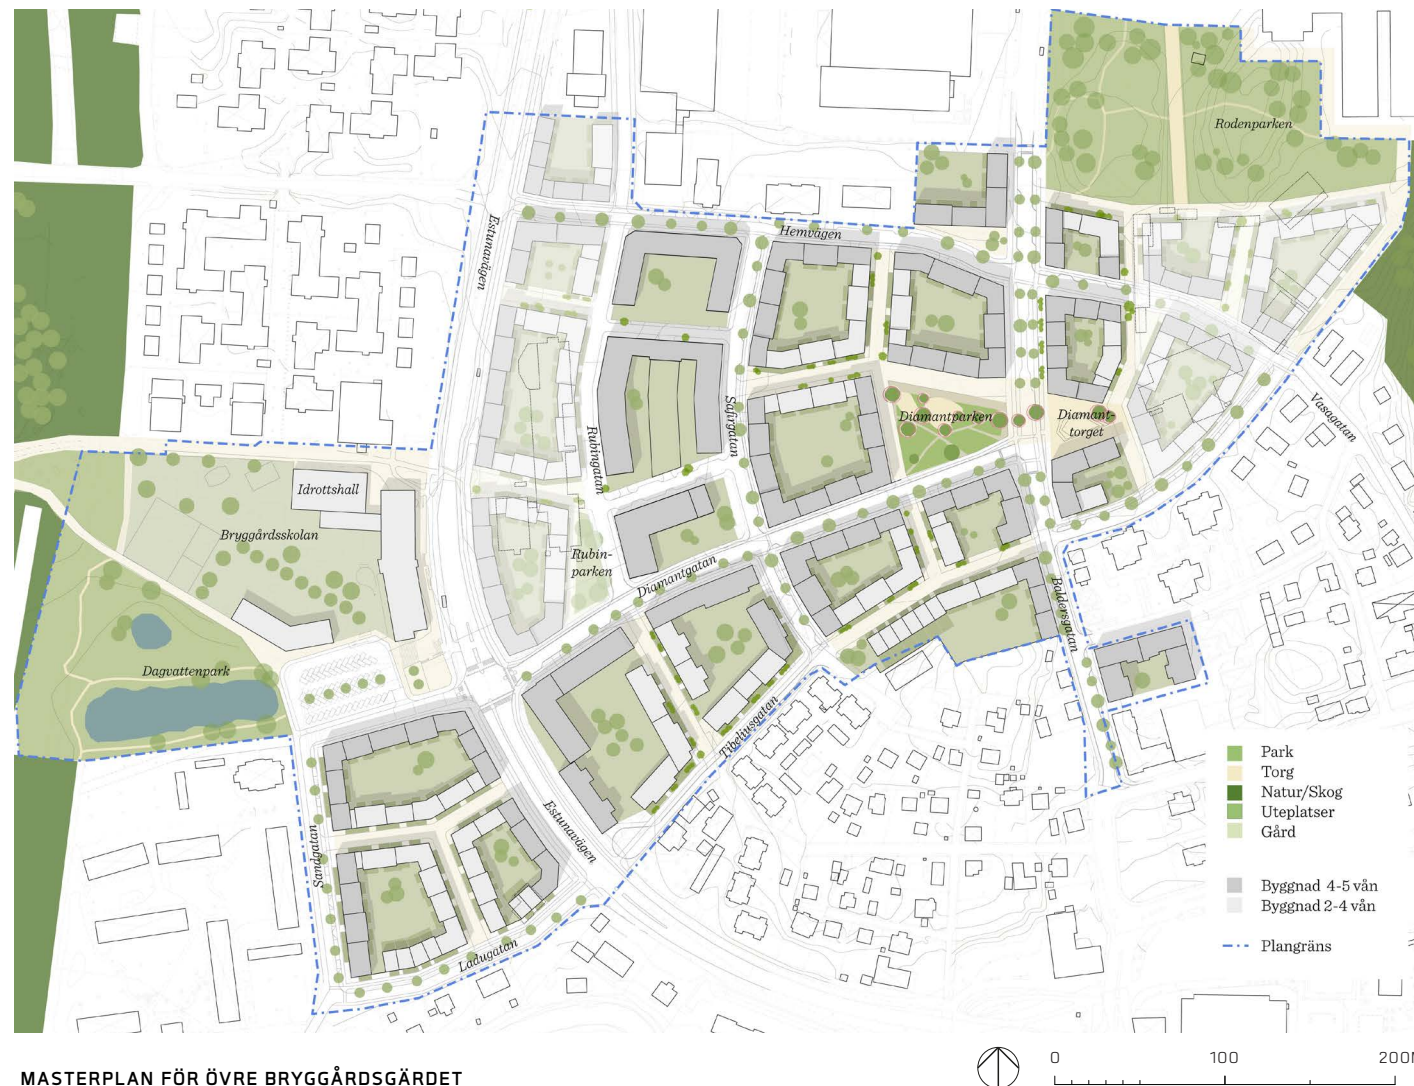 Rodenparken
Hemvägen
Estunavägen
Diamantparken
Diamant-
torget
Vasagatan
Safirgatan
Rubingatan
Idrottshall
Bryggårdsskolan
Rubin-
parken
Diamantgatan
Baldersgatan
Dagvattenpark
Tibeliusgatan
Estunavägen
Sandgatan
Ladugatan
Park
Torg
Natur/Skog
Uteplatser
Gård
Byggnad 4-5 vån
Byggnad 2-4 vån
Plangräns
0 100 200M
MASTERPLAN FÖR ÖVRE BRYGGÅRDSGÄRDET